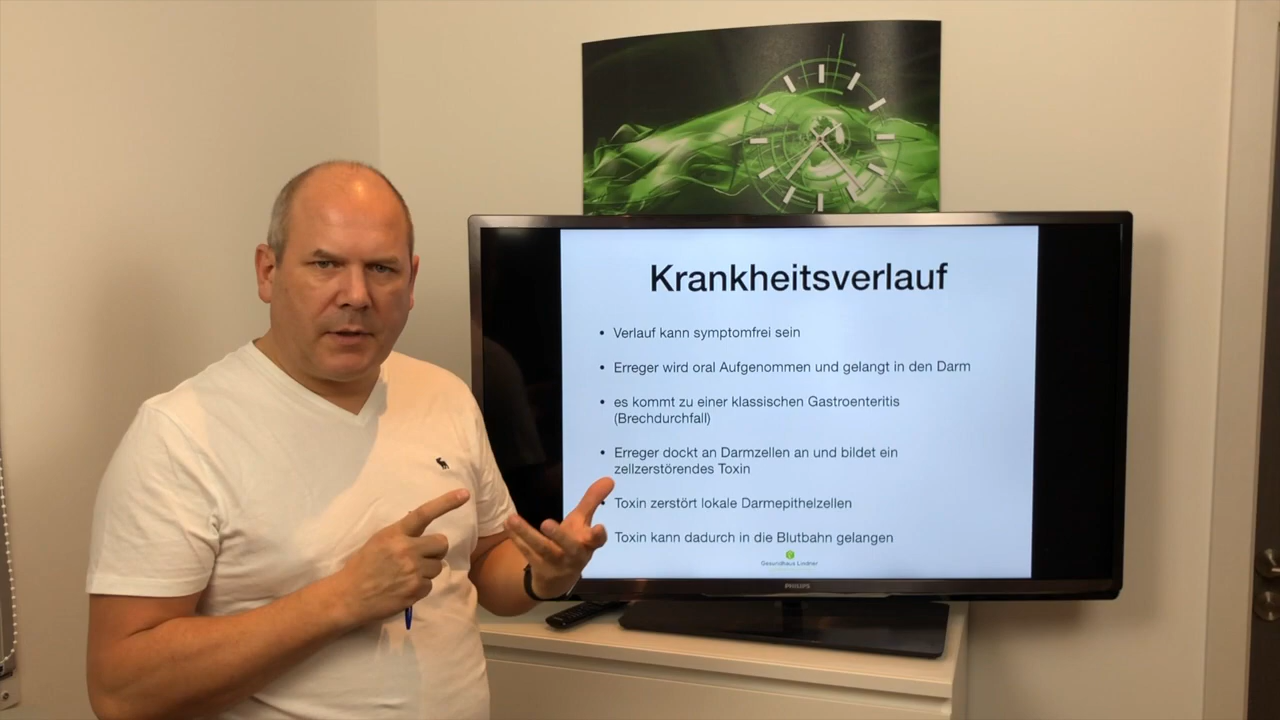 Krankheitsverlauf
• Verlauf kann symptomfrei sein
• Erreger wird oral Aufgenommen und gelangt in den Darm
• es kommt zu einer klassischen Gastroenteritis
(Brechdurchfall)
• Erreger dockt an Darmzellen an und bildet ein
zellzerstörendes Toxin
• Toxin zerstört lokale Darmepithelzellen
Toxin kann dadurch in die Blutbahn gelangen
Gesundhaus Lindner
PHILIPS